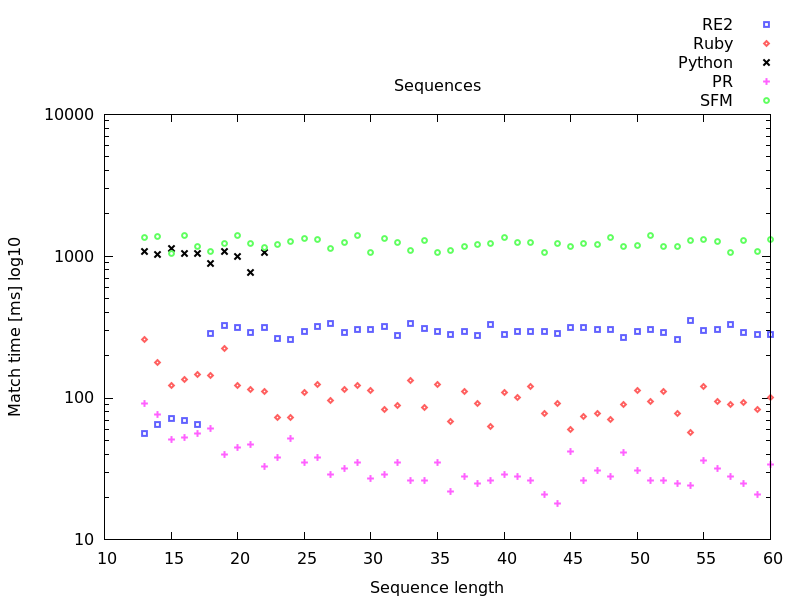 RE2
Ruby
Python
PR
SFM
Sequences
10000
1000
100
10
Match time [ms] log10
10 15 20 25 30 35 40 45 50 55 60
Sequence length